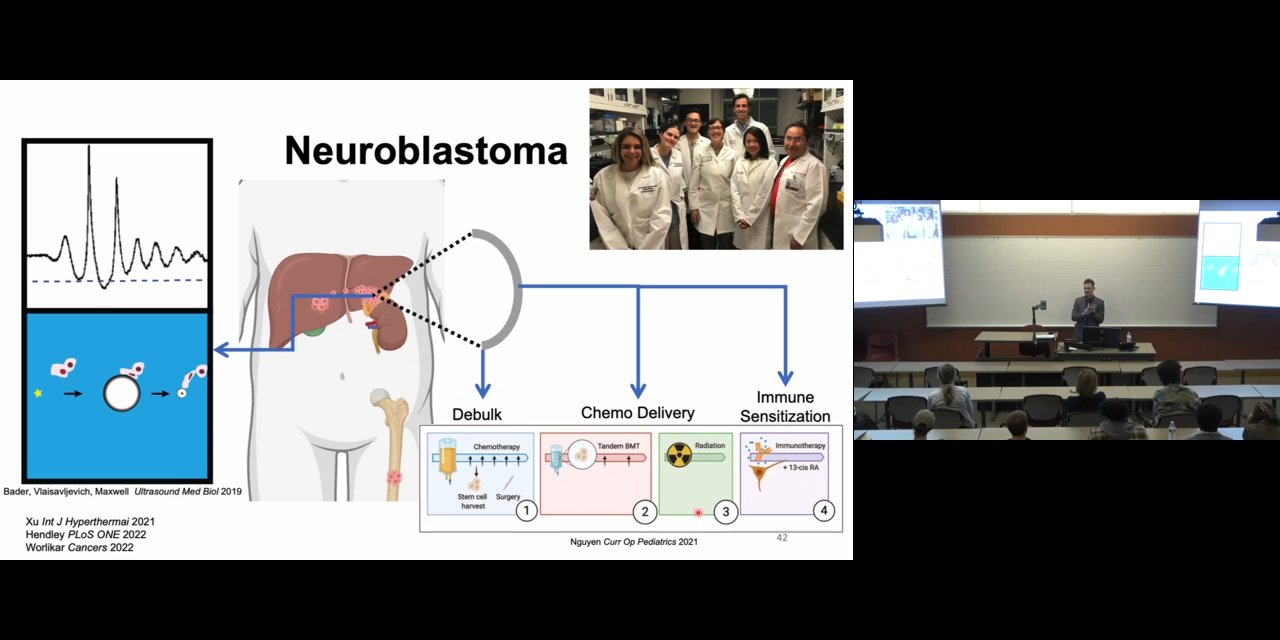 Neuroblastoma
Debulk
Chemo Delivery
Immune
Sensitization
Chemotherapy
Stem cell
harvest
Surgery
1
Tandem BMT
2
Radiation
3
Immunotherapy
+ 13-cis RA
4
Bader, Vlaisavljevich, Maxwell Ultrasound Med Biol 2019
Xu Int J Hyperthermai 2021
Hendley PLoS ONE 2022
Worlikar Cancers 2022
Nguyen Curr Op Pediatrics 2021
42